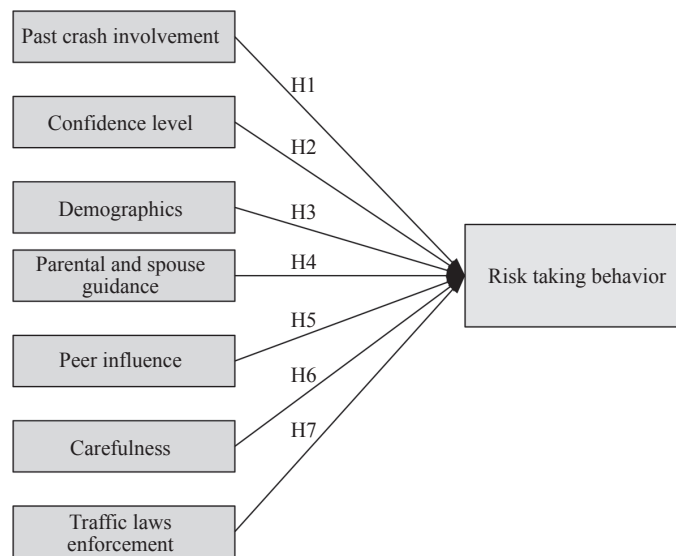 Past crash involvement
H1
Confidence level
H2
Demographics
H3
Parental and spouse
guidance
H4
Risk taking behavior
H5
Peer influence
H6
Carefulness
H7
Traffic laws
enforcement